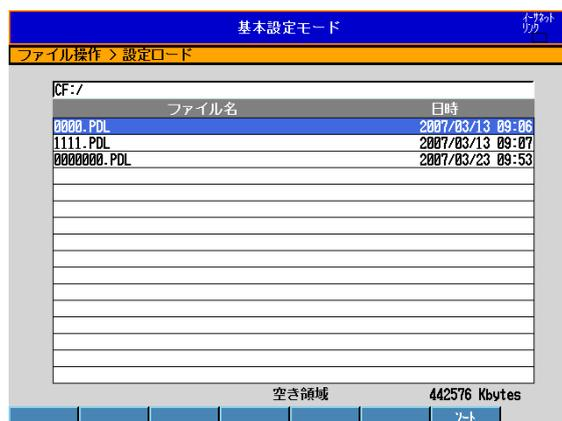 基本設定モード
イーサネット
リンク
ファイル操作 > 設定ロード
CF:/
ファイル名 日時
0000.PDL 2007/03/13 09:06
1111.PDL 2007/03/13 09:07
0000000.PDL 2007/03/23 09:53
空き領域 442576 Kbytes
ソート